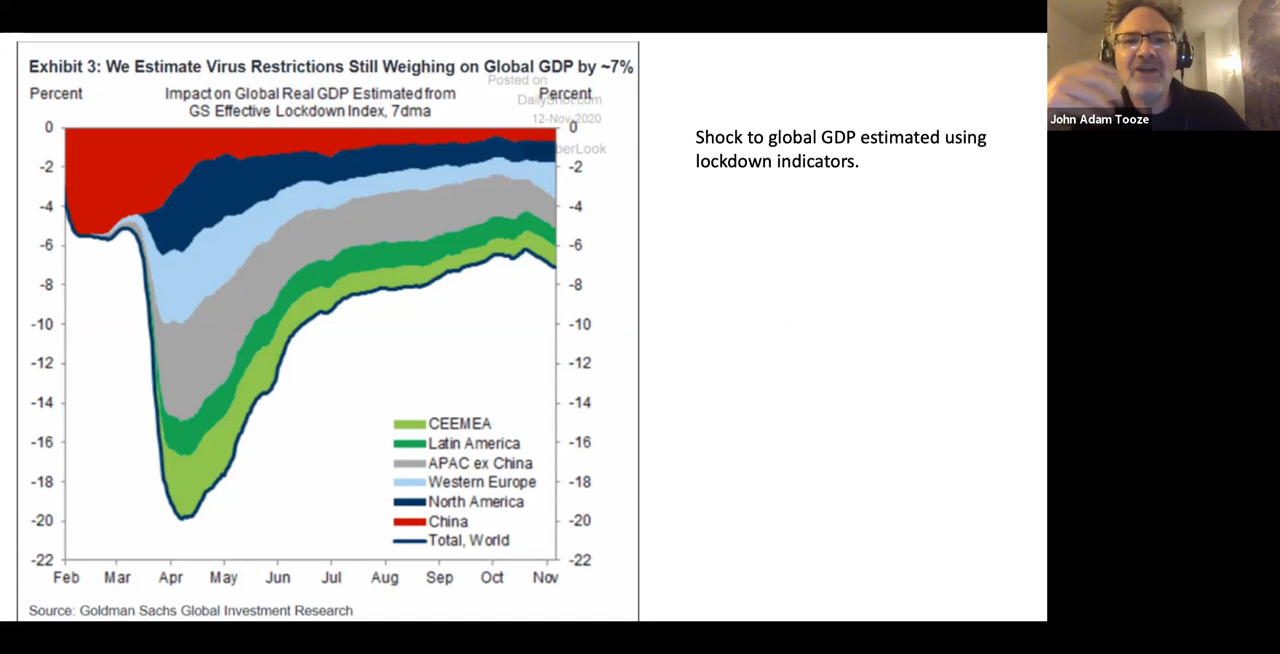 Exhibit 3: We Estimate Virus Restrictions Still Weighing on Global GDP by ~7%
Posted on
Percent
Impact on Global Real GDP Estimated from
Percent
DailyShot.com
GS Effective Lockdown Index, 7dma
12-Nov-2020
0
0
berLook
-2
-2
-4
-4
-6
-6
-8
-8
-10
-10
-12
-12
-14
-14
-16
-16
-18
-18
-20
-20
-22
-22
CEEMEA
Latin America
APAC ex China
Western Europe
North America
China
Total, World
Feb Mar Apr May Jun Jul Aug Sep Oct Nov
Source: Goldman Sachs Global Investment Research
Shock to global GDP estimated using
lockdown indicators.
John Adam Tooze